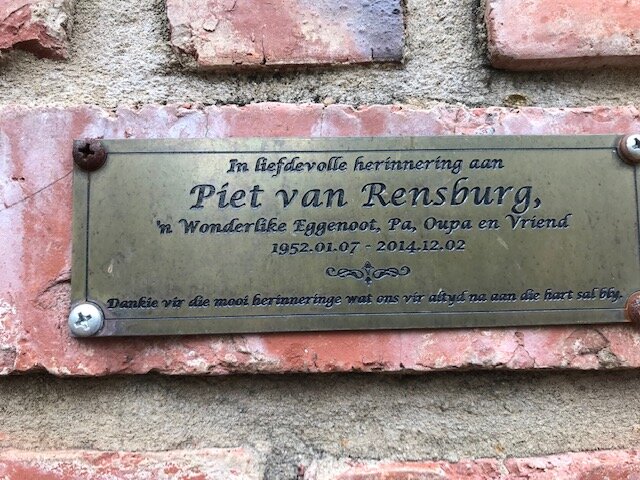 In liefdevolle herinnering aan
Piet van Rensburg,
'n Wonderlike Eggenoot, Pa, Oupa en Vriend
1952.01.07 - 2014.12.02
Dankie vir die mooi herinneringe wat ons vir altyd na aan die hart sal bly.